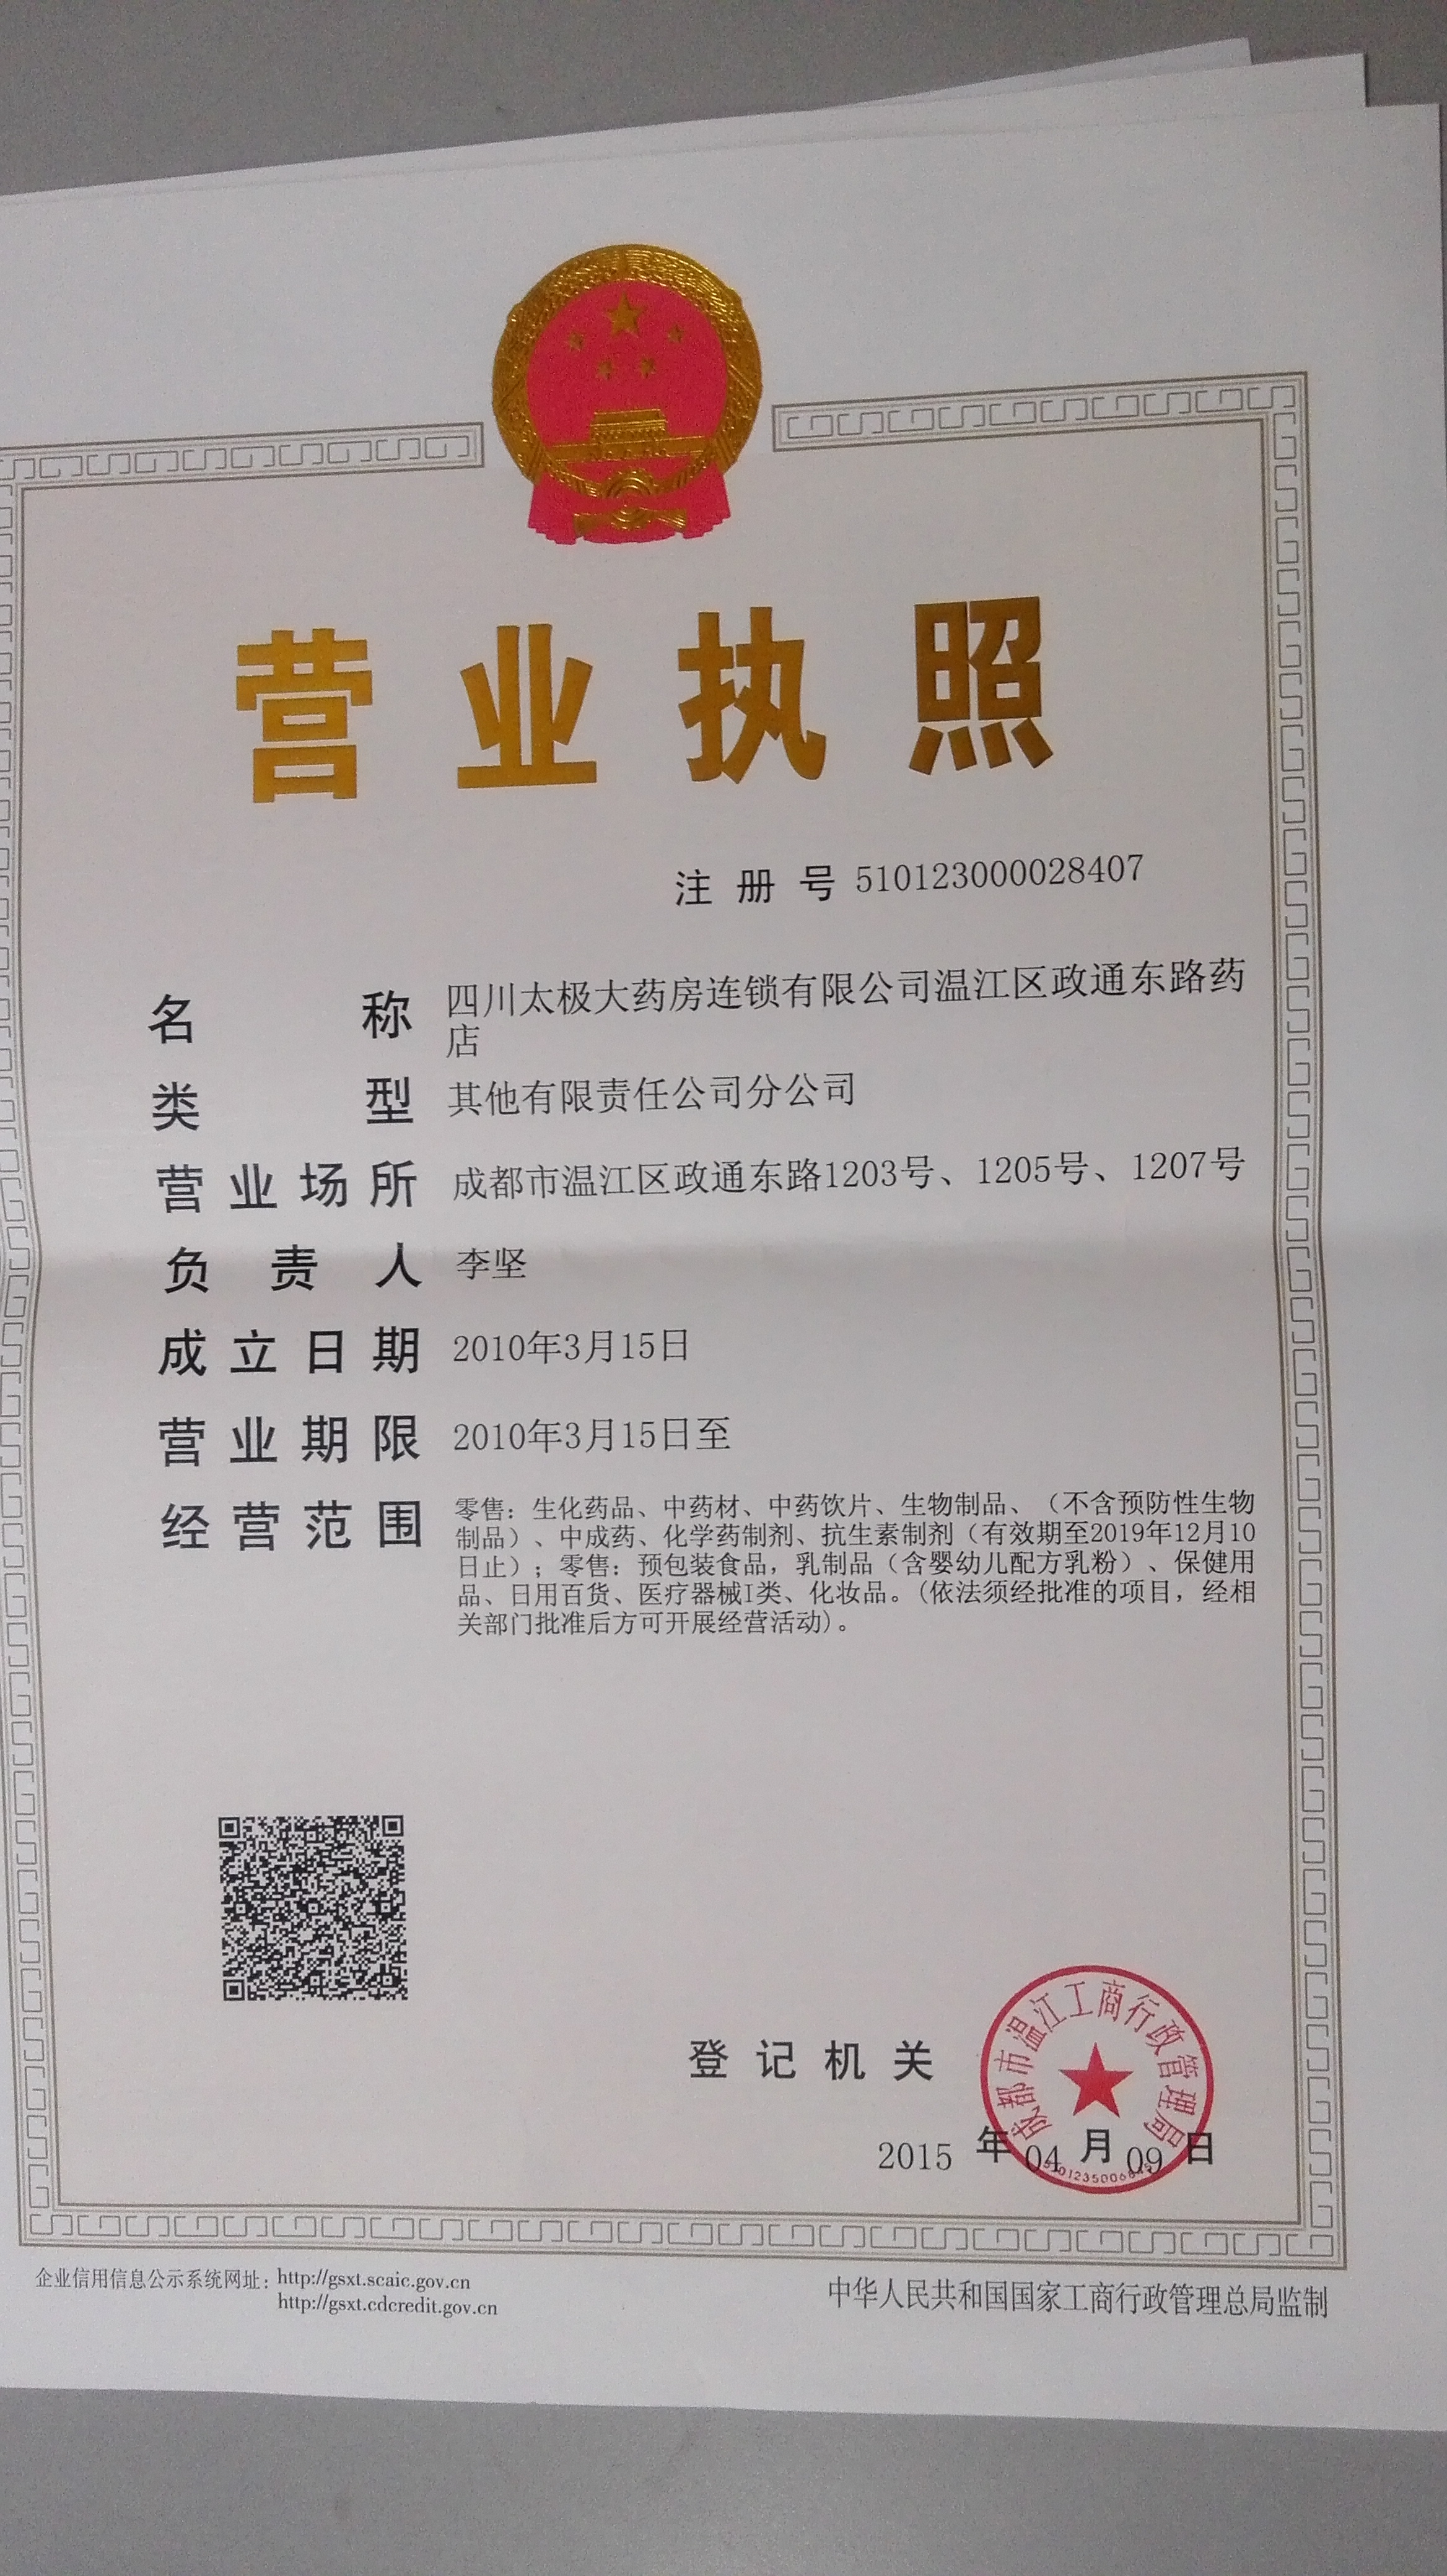 营业执照
注册号 510123000028407
名称 四川太极大药房连锁有限公司温江区政通东路药
店
类型 其他有限责任公司分公司
营业场所 成都市温江区政通东路1203号、1205号、1207号
负责人 李坚
成立日期 2010年3月15日
营业期限 2010年3月15日至
经营范围 零售：生化药品、中药材、中药饮片、生物制品、（不含预防性生物
制品）、中成药、化学药制剂、抗生素制剂（有效期至2019年12月10
日止）；零售：预包装食品，乳制品（含婴幼儿配方乳粉）、保健用
品、日用百货、医疗器械I类、化妆品。(依法须经批准的项目，经相
关部门批准后方可开展经营活动)。
登记机关
成都市温江工商行政管理局
2015年04月09日
企业信用信息公示系统网址：http://gsxt.scaic.gov.cn
http://gsxt.cdcredit.gov.cn
中华人民共和国国家工商行政管理总局监制